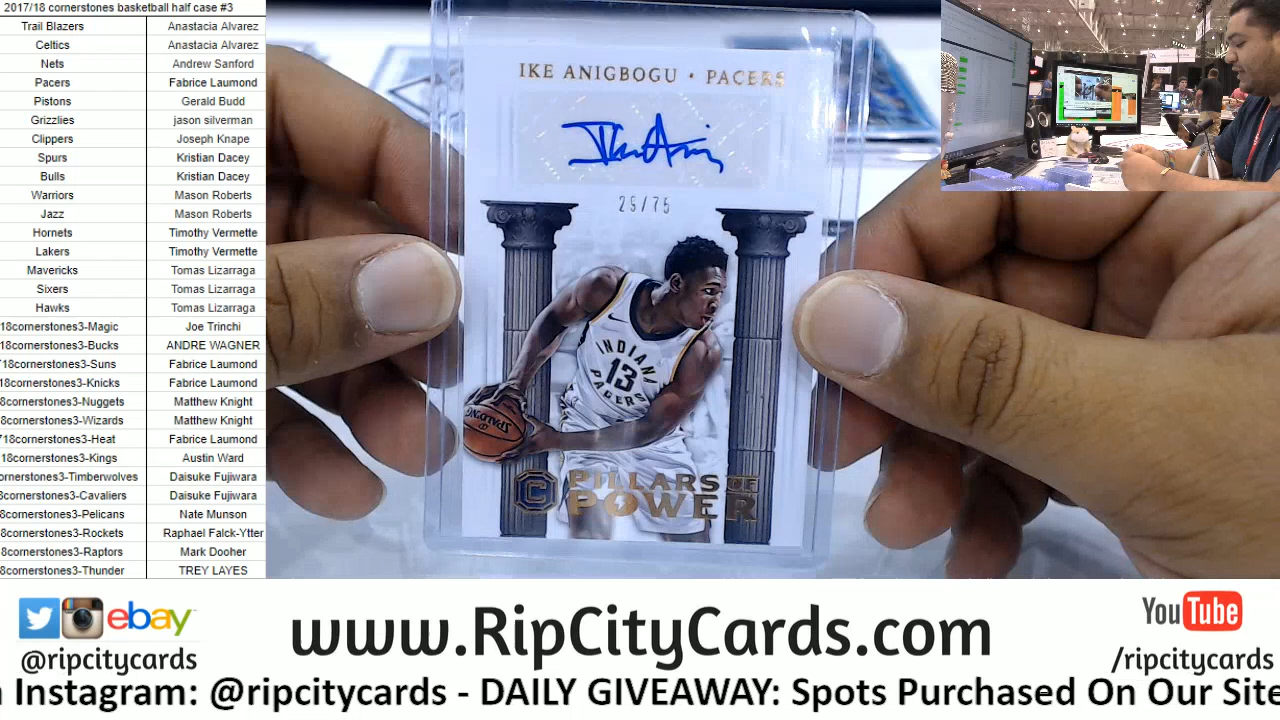 2017/18 cornerstones basketball half case #3
Trail Blazers Anastacia Alvarez
Celtics Anastacia Alvarez
Nets Andrew Sanford
Pacers Fabrice Laumond
Pistons Gerald Budd
Grizzlies jason silverman
Clippers Joseph Knape
Spurs Kristian Dacey
Bulls Kristian Dacey
Warriors Mason Roberts
Jazz Mason Roberts
Hornets Timothy Vermette
Lakers Timothy Vermette
Mavericks Tomas Lizarraga
Sixers Tomas Lizarraga
Hawks Tomas Lizarraga
18cornerstones3-Magic Joe Trinchi
8cornerstones3-Bucks ANDRE WAGNER
18cornerstones3-Suns Fabrice Laumond
8cornerstones3-Knicks Fabrice Laumond
8cornerstones3-Nuggets Matthew Knight
8cornerstones3-Wizards Matthew Knight
718cornerstones3-Heat Fabrice Laumond
18cornerstones3-Kings Austin Ward
ornerstones3-Timberwolves Daisuke Fujiwara
cornerstones3-Cavaliers Daisuke Fujiwara
8cornerstones3-Pelicans Nate Munson
8cornerstones3-Rockets Raphael Falck-Ytter
8cornerstones3-Raptors Mark Dooher
8cornerstones3-Thunder TREY LAYES
IKE ANIGBOGU • PACERS
29/75
INDIANA
13
PACERS
SPALDING
C
PILLARS OF
POWER
ebay
@ripcitycards
www.RipCityCards.com
YouTube
/ripcitycards
Instagram: @ripcitycards - DAILY GIVEAWAY: Spots Purchased On Our Site